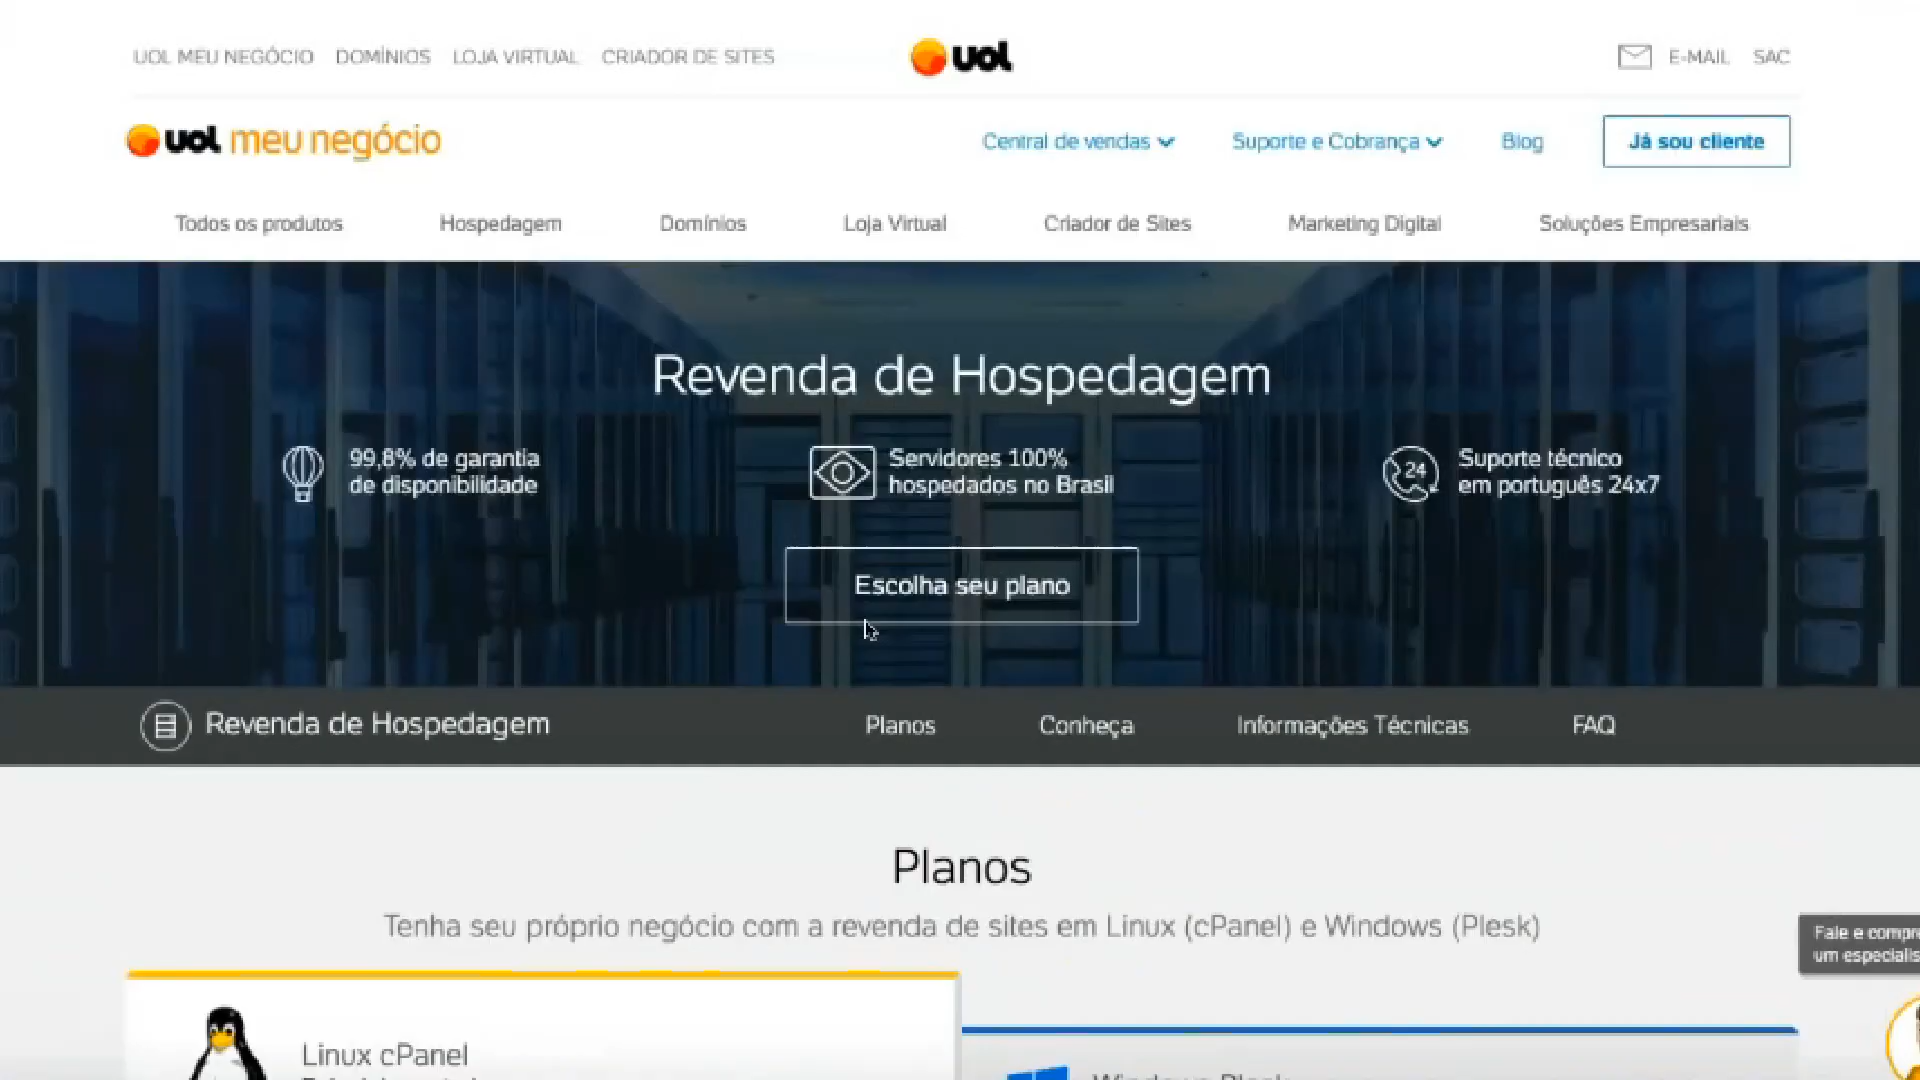 UOL MEU NEGÓCIO DOMÍNIOS LOJA VIRTUAL CRIADOR DE SITES
uol
E-MAIL SAC
uol meu negócio
Central de vendas Suporte e Cobrança Blog Já sou cliente
Todos os produtos Hospedagem Domínios Loja Virtual Criador de Sites Marketing Digital Soluções Empresariais
Revenda de Hospedagem
99,8% de garantia
de disponibilidade
Servidores 100%
hospedados no Brasil
24
Suporte técnico
em português 24x7
Escolha seu plano
Revenda de Hospedagem Planos Conheça Informações Técnicas FAQ
Planos
Tenha seu próprio negócio com a revenda de sites em Linux (cPanel) e Windows (Plesk)
Fale e
um
Linux cPanel
Windows Plesk